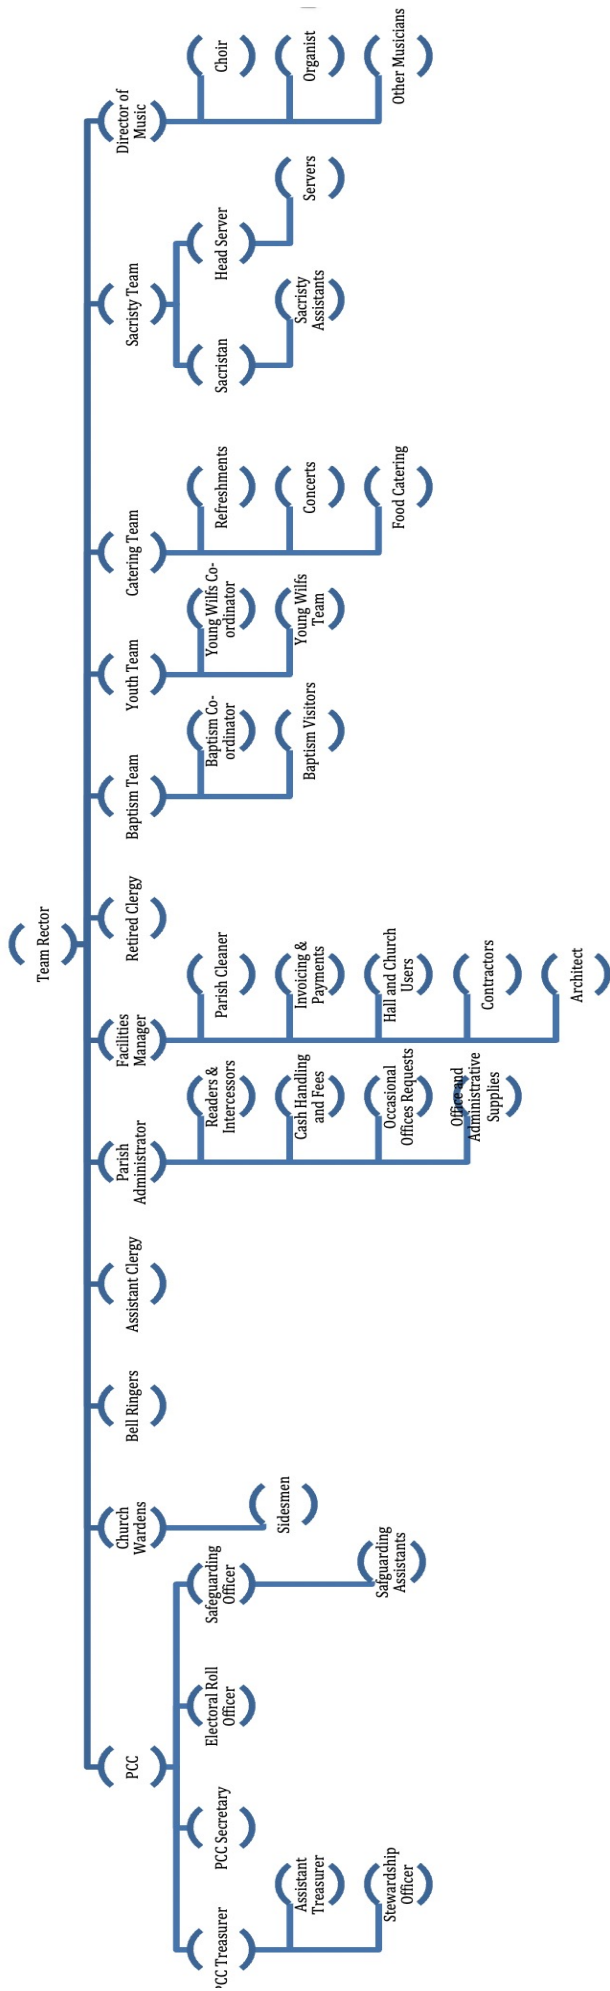 Team Rector
PCC
Church
Wardens
Bell Ringers
Assistant Clergy
Parish
Administrator
Facilities
Manager
Retired Clergy
Baptism Team
Youth Team
Catering Team
Sacristy Team
Director of
Music
PCC Treasurer
PCC Secretary
Electoral Roll
Officer
Safeguarding
Officer
Assistant
Treasurer
Stewardship
Officer
Safguarding
Assistants
Sidesmen
Readers &
Intercessors
Cash Handling
and Fees
Occasional
Offices Requests
Office and
Administrative
Supplies
Parish Cleaner
Invoicing &
Payments
Hall and Church
Users
Contractors
Architect
Baptism Co-
ordinator
Baptism Visitors
Young Wilfs Co-
ordinator
Young Wilfs
Team
Refreshments
Concerts
Food Catering
Sacristan
Head Server
Sacristy
Assistants
Servers
Choir
Organist
Other Musicians